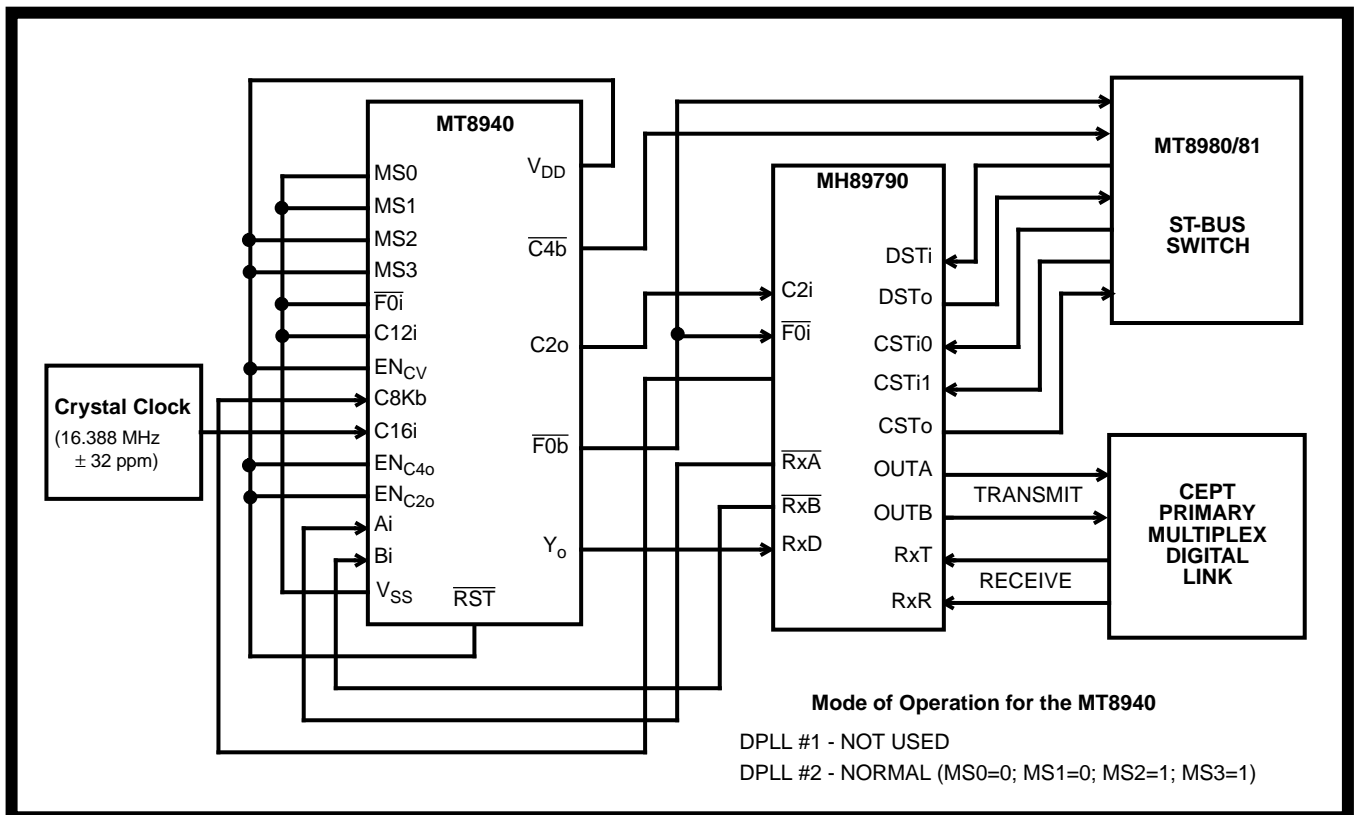 MT8940
MS0
MS1
MS2
MS3
F0i
C12i
ENCV
C8Kb
C16i
ENC4o
ENC2o
Ai
Bi
VSS
RST
VDD
C4b
C2o
F0b
Yo
Crystal Clock
(16.388 MHz
± 32 ppm)
MH89790
C2i
F0i
RxA
RxB
RxD
DSTi
DSTo
CSTi0
CSTi1
CSTo
OUTA
OUTB
RxT
RxR
MT8980/81
ST-BUS
SWITCH
TRANSMIT
RECEIVE
CEPT
PRIMARY
MULTIPLEX
DIGITAL
LINK
Mode of Operation for the MT8940
DPLL #1 - NOT USED
DPLL #2 - NORMAL (MS0=0; MS1=0; MS2=1; MS3=1)